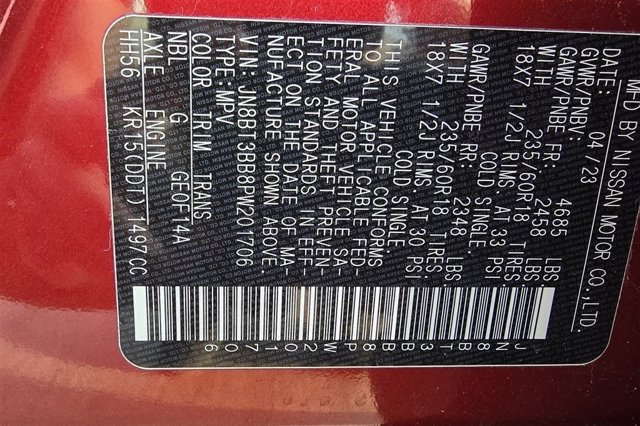 MFD BY NISSAN MOTOR CO.,LTD.
DATE: 04/23
GVWR/PNBV: 4685 LBS.
GAWR/PNBE FR: 2468 LBS.
WITH 235/60R18 TIRES,
18X7 1/2J RIMS, AT 33 PSI
COLD SINGLE.
GAWR/PNBE RR: 2348 LBS.
WITH 235/60R18 TIRES,
18X7 1/2J RIMS, AT 30 PSI
COLD SINGLE.
THIS VEHICLE CONFORMS
TO ALL APPLICABLE FED-
ERAL MOTOR VEHICLE SA-
FETY AND THEFT PREVEN-
TION STANDARDS IN EFF-
ECT ON THE DATE OF MA-
NUFACTURE SHOWN ABOVE.
VIN: JN8BT3BB8PW201706
TYPE: MPV
COLOR TRIM TRANS
NBL G GE0F14A
AXLE ENGINE
HH56 KR15(DDT) 1497CC
JN8BT3BB8PW201706